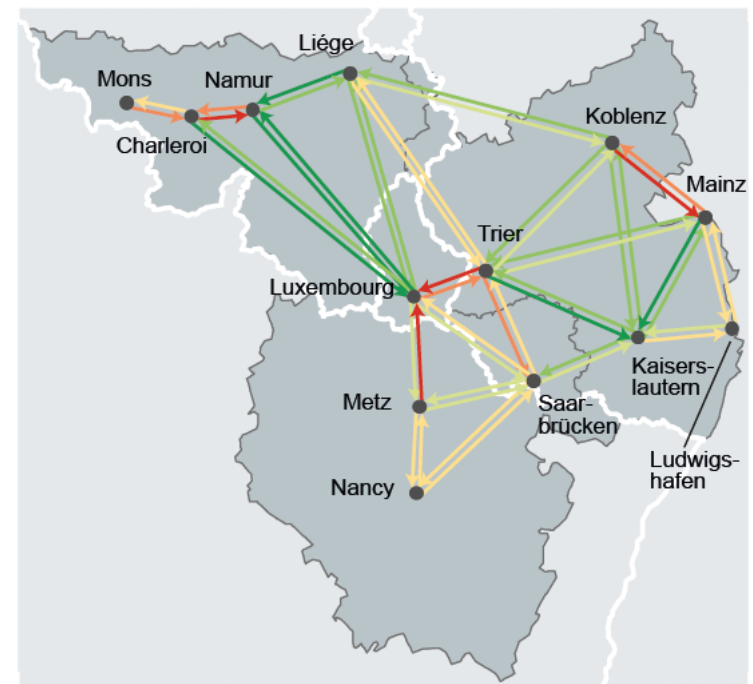 Liége
Mons
Namur
Charleroi
Koblenz
Mainz
Trier
Luxembourg
Kaisers-
lautern
Metz
Saar-
brücken
Ludwigs-
hafen
Nancy